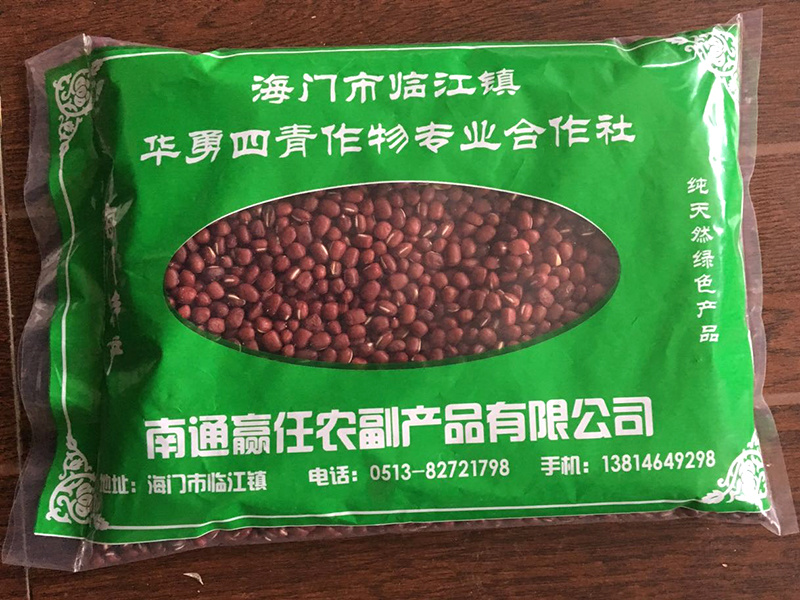 海门市临江镇
华勇四青作物专业合作社
纯天然绿色产品
南通赢任农副产品有限公司
地址：海门市临江镇 电话：0513-82721798 手机：13814649298